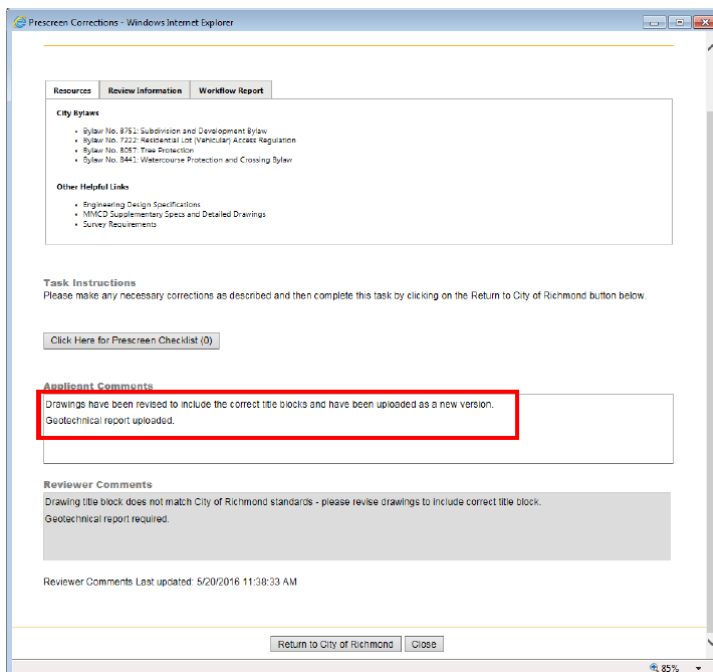 Prescreen Corrections - Windows Internet Explorer
Resources Review Information Workflow Report
City Bylaws
• Bylaw No. 8751: Subdivision and Development Bylaw
• Bylaw No. 7222: Residential Lot (Vehicular) Access Regulation
• Bylaw No. 8057: Tree Protection
• Bylaw No. 8441: Watercourse Protection and Crossing Bylaw
Other Helpful Links
• Engineering Design Specifications
• MMCD Supplementary Specs and Detailed Drawings
• Survey Requirements
Task Instructions
Please make any necessary corrections as described and then complete this task by clicking on the Return to City of Richmond button below.
Click Here for Prescreen Checklist (0)
Applicant Comments
Drawings have been revised to include the correct title blocks and have been uploaded as a new version.
Geotechnical report uploaded.
Reviewer Comments
Drawing title block does not match City of Richmond standards - please revise drawings to include correct title block.
Geotechnical report required.
Reviewer Comments Last updated: 5/20/2016 11:38:33 AM
Return to City of Richmond Close
85%